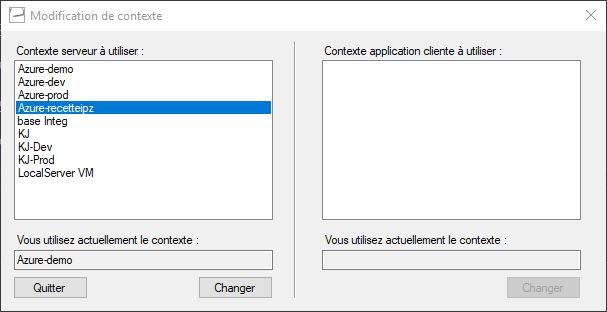 Modification de contexte
Contexte serveur à utiliser :
Azure-demo
Azure-dev
Azure-prod
Azure-recetteipz
base Integ
KJ
KJ-Dev
KJ-Prod
LocalServer VM
Vous utilisez actuellement le contexte :
Azure-demo
Quitter
Changer
Contexte application cliente à utiliser :
Vous utilisez actuellement le contexte :
Changer